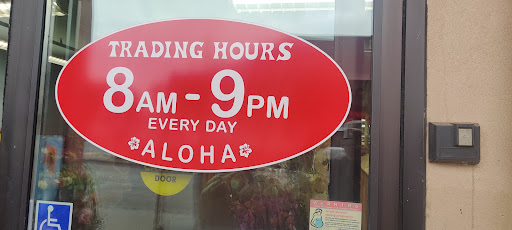 TRADING HOURS
8AM - 9PM
EVERY DAY
ALOHA
DOOR